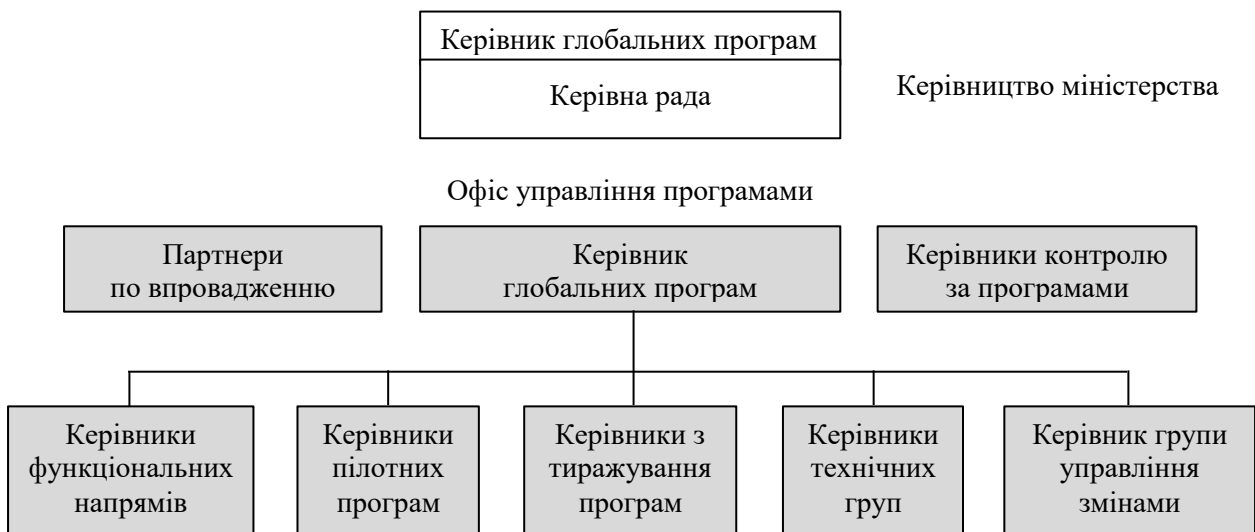 Керівник глобальних програм
Керівна рада
Керівництво міністерства
Офіс управління програмами
Партнери
по впровадженню
Керівник
глобальних програм
Керівники контролю
за програмами
Керівники
функціональних
напрямів
Керівники
пілотних
програм
Керівники з
тиражування
програм
Керівники
технічних
груп
Керівник групи
управління
змінами